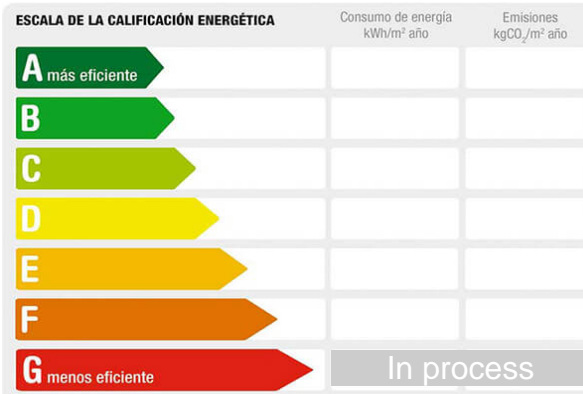 ESCALA DE LA CALIFICACIÓN ENERGÉTICA
Consumo de energía
kWh/m² año
Emisiones
kgCO₂/m² año
A más eficiente
B
C
D
E
F
G menos eficiente
In process